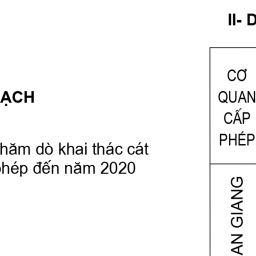 II- D
ẠCH
hăm dò khai thác cát
phép đến năm 2020
CƠ
QUAN
CẤP
PHÉP
AN GIANG